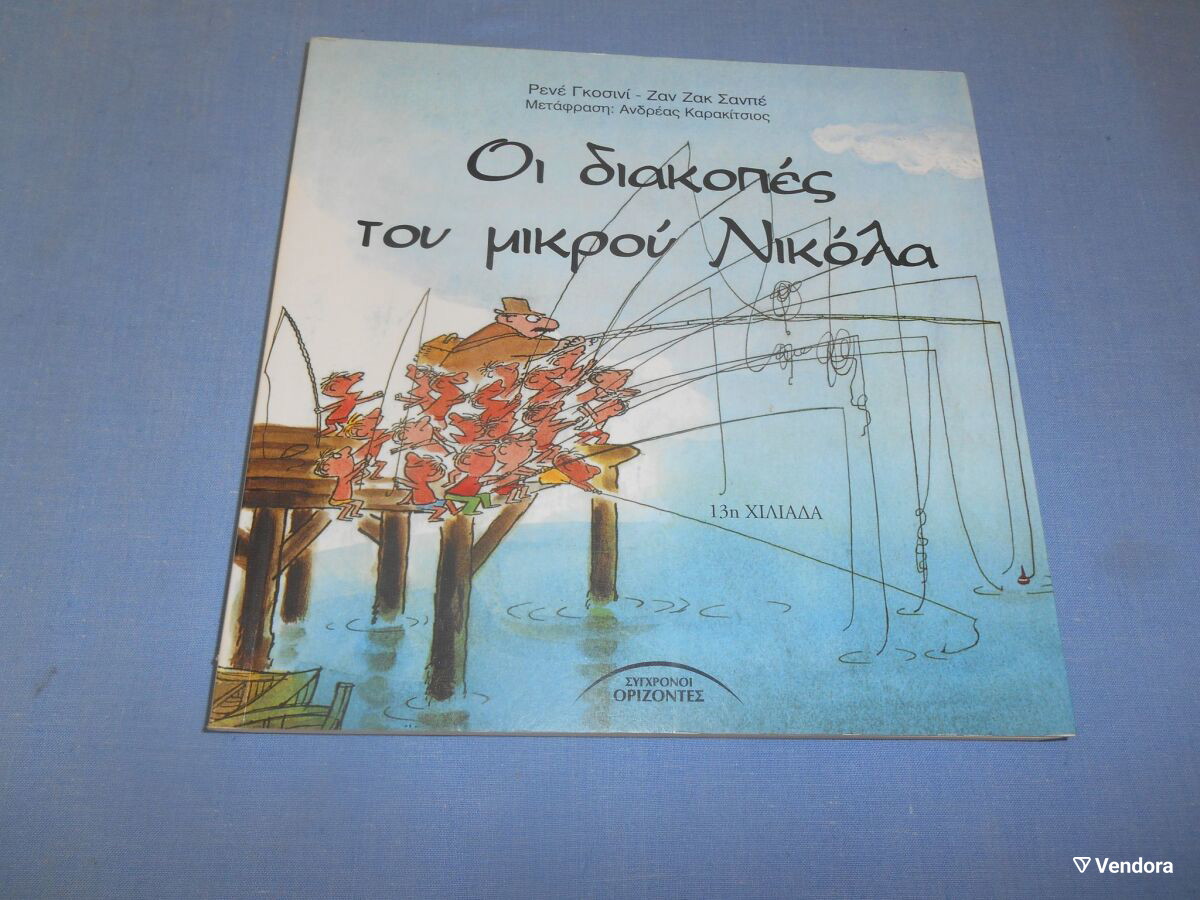 Ρενέ Γκοσινί - Ζαν Ζακ Σανπέ
Μετάφραση: Ανδρέας Καρακίτσιος
Οι διακοπές
του μικρού Νικόλα
13η ΧΙΛΙΑΔΑ
ΣΥΓΧΡΟΝΟΙ
ΟΡΙΖΟΝΤΕΣ
Vendora